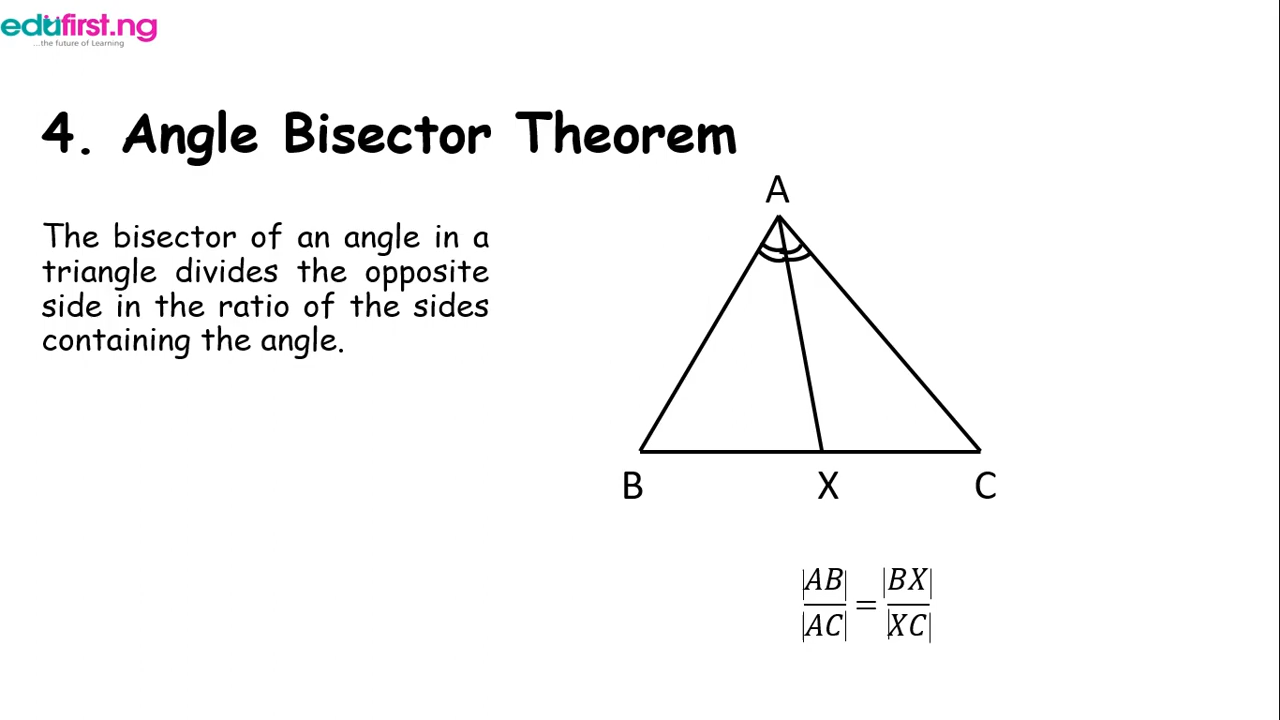 edufirst.ng
...the future of Learning
4. Angle Bisector Theorem
A
The bisector of an angle in a
triangle divides the opposite
side in the ratio of the sides
containing the angle.
B X C
|AB|/|AC| = |BX|/|XC|